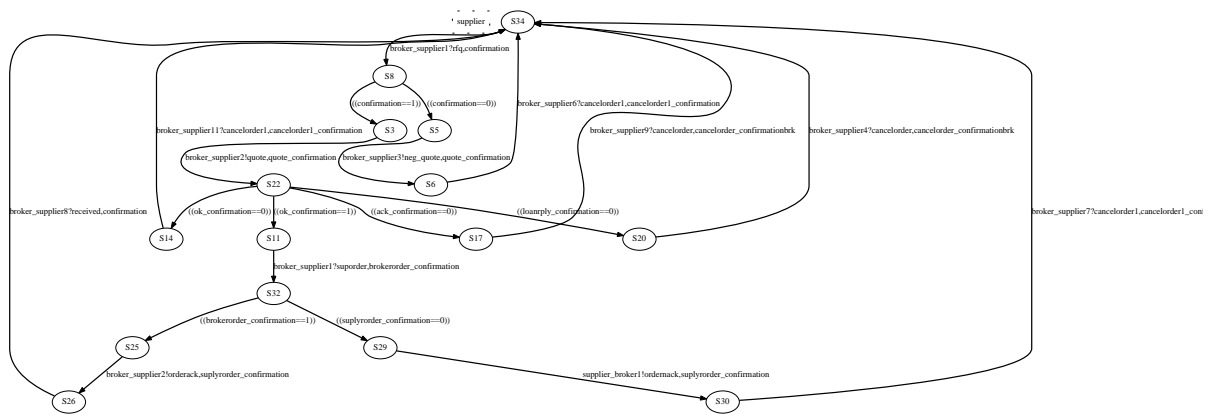 supplier
S34
broker_supplier1?rfq,confirmation
S8
((confirmation==1))
((confirmation==0))
broker_supplier6?cancelorder1,cancelorder1_confirmation
broker_supplier11?cancelorder1,cancelorder1_confirmation
S3
S5
broker_supplier9?cancelorder,cancelorder_confirmationbrk
broker_supplier4?cancelorder,cancelorder_confirmationbrk
broker_supplier2!quote,quote_confirmation
broker_supplier3!neg_quote,quote_confirmation
S22
S6
broker_supplier8?received,confirmation
((ok_confirmation==0))
((ok_confirmation==1))
((ack_confirmation==0))
((loanrply_confirmation==0))
broker_supplier7?cancelorder1,cancelorder1_conf
S14
S11
S17
S20
broker_supplier1?suporder,brokerorder_confirmation
S32
((brokerorder_confirmation==1))
((suplyrorder_confirmation==0))
S25
S29
broker_supplier2!orderack,suplyrorder_confirmation
supplier_broker1!ordernack,suplyrorder_confirmation
S26
S30